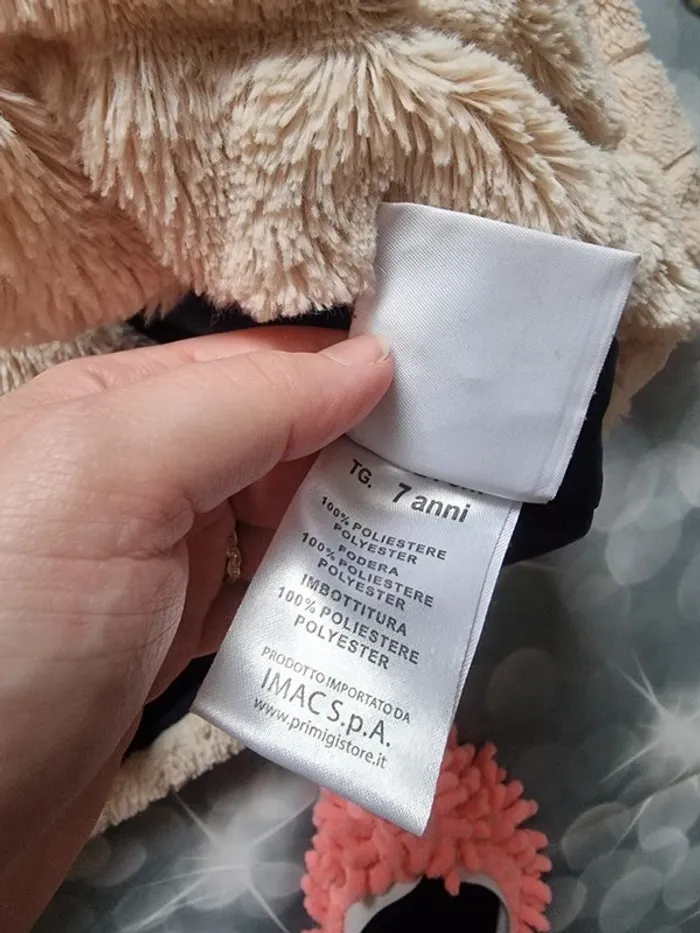 TG. 7 anni
100% POLIESTERE
POLYESTER
FODERA
100% POLIESTERE
POLYESTER
IMBOTTITURA
100% POLIESTERE
POLYESTER
PRODOTTO IMPORTATO DA
IMAC S.p.A.
www.primigistore.it